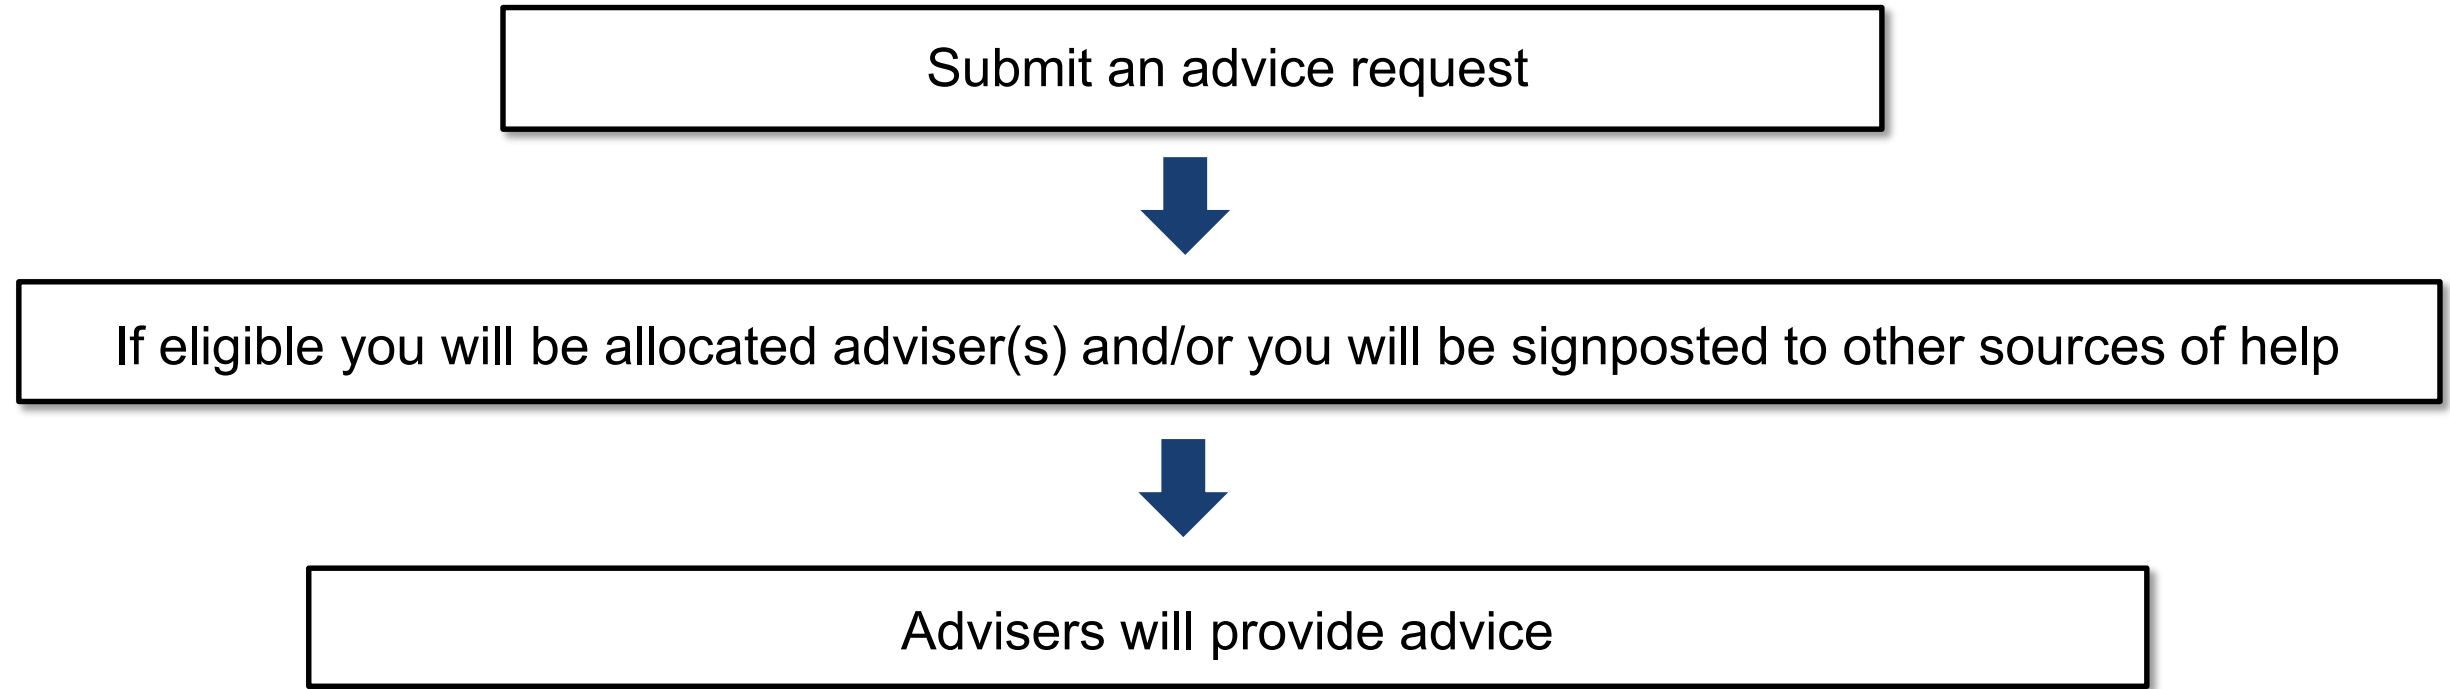 Submit an advice request
If eligible you will be allocated adviser(s) and/or you will be signposted to other sources of help
Advisers will provide advice